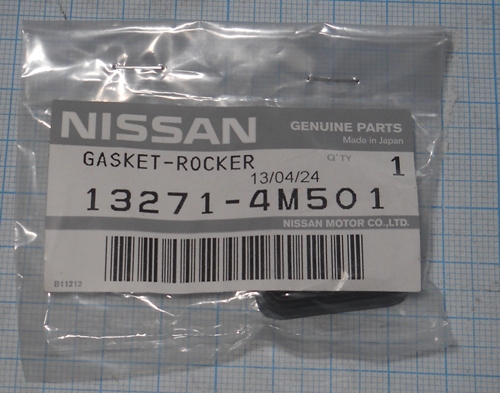 NISSAN GENUINE PARTS
Made in Japan
GASKET-ROCKER Q'TY 1
13/04/24
13271-4M501
NISSAN MOTOR CO.,LTD.
B11212